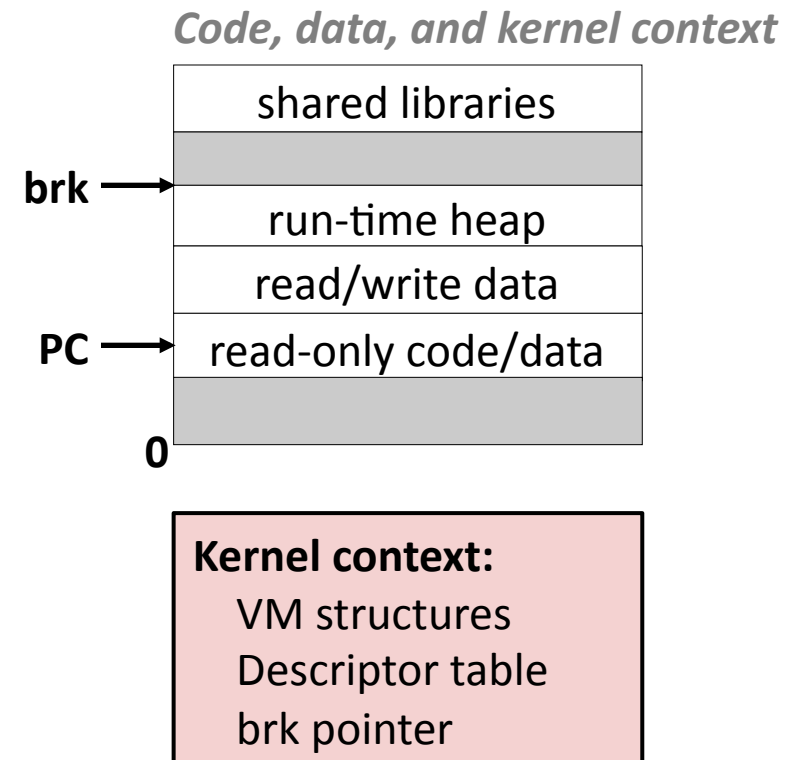 Code, data, and kernel context
shared libraries
brk
run-time heap
read/write data
PC
read-only code/data
0
Kernel context:
VM structures
Descriptor table
brk pointer